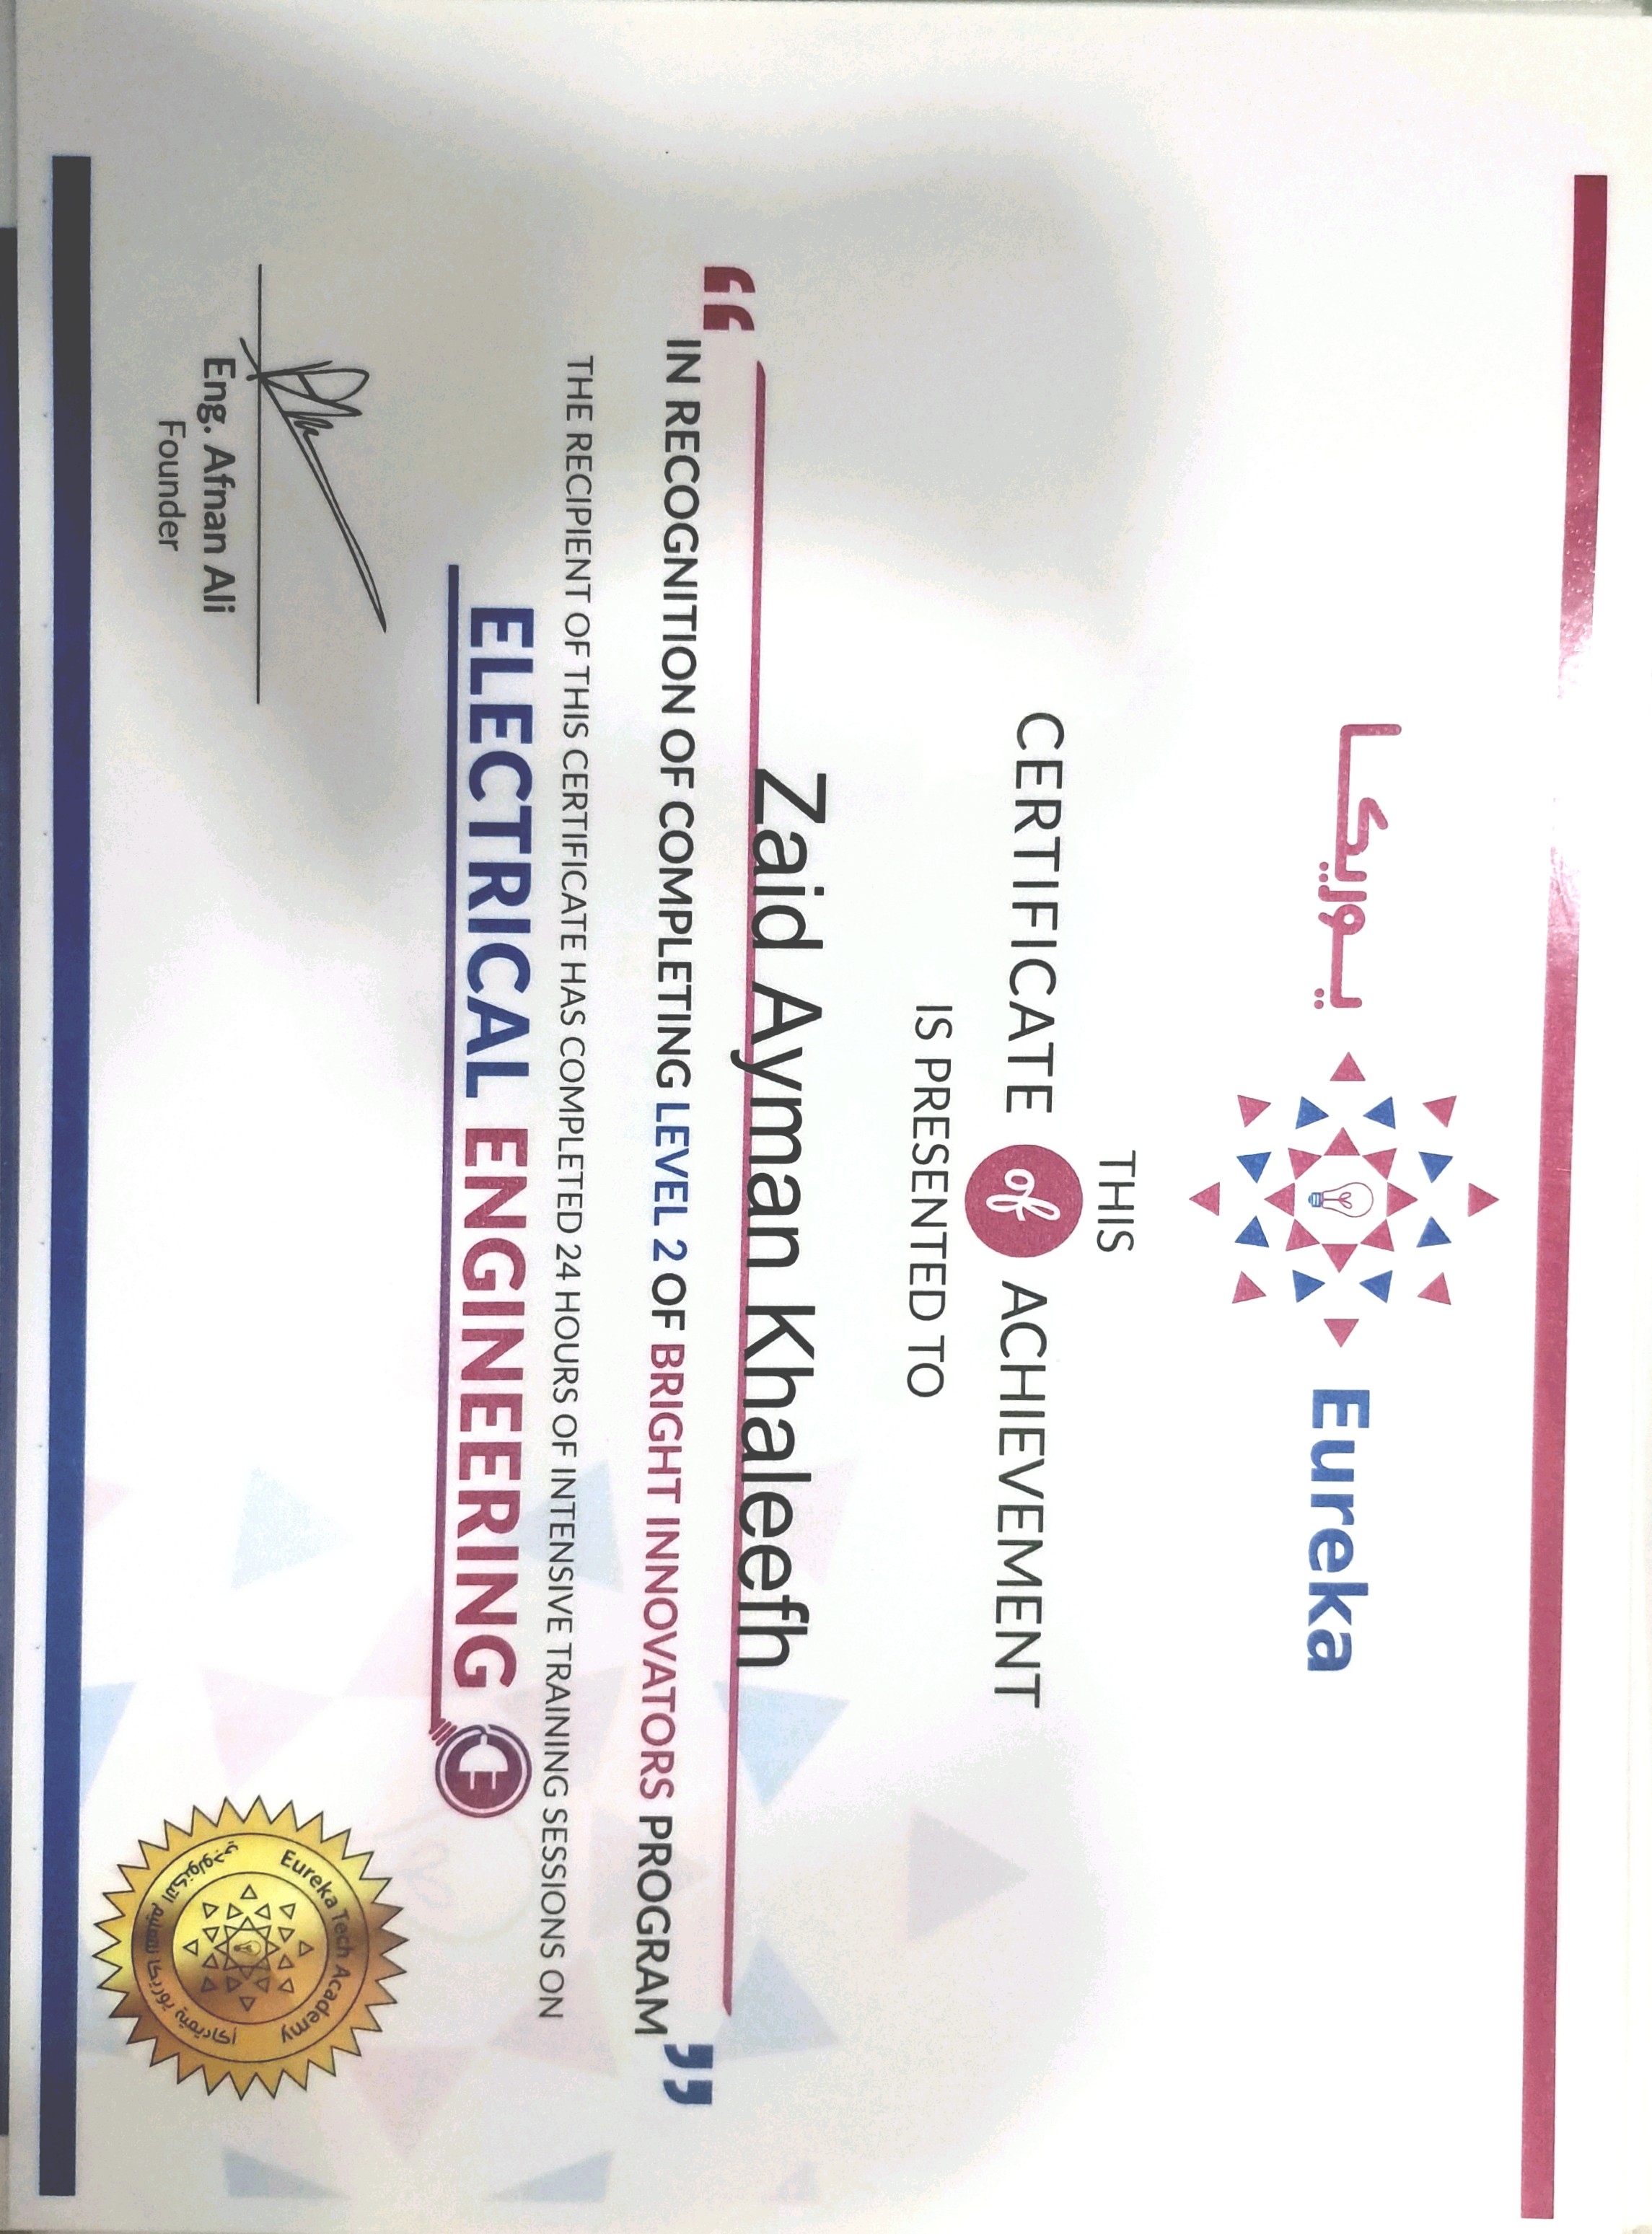 يوريكا Eureka
THIS
CERTIFICATE of ACHIEVEMENT
IS PRESENTED TO
Zaid Ayman Khaleefh
“IN RECOGNITION OF COMPLETING LEVEL 2 OF BRIGHT INNOVATORS PROGRAM”
THE RECIPIENT OF THIS CERTIFICATE HAS COMPLETED 24 HOURS OF INTENSIVE TRAINING SESSIONS ON
ELECTRICAL ENGINEERING
Eng. Afnan Ali
Founder
Eureka Tech Academy
أكاديمية يوريكا للتعليم التكنولوجي